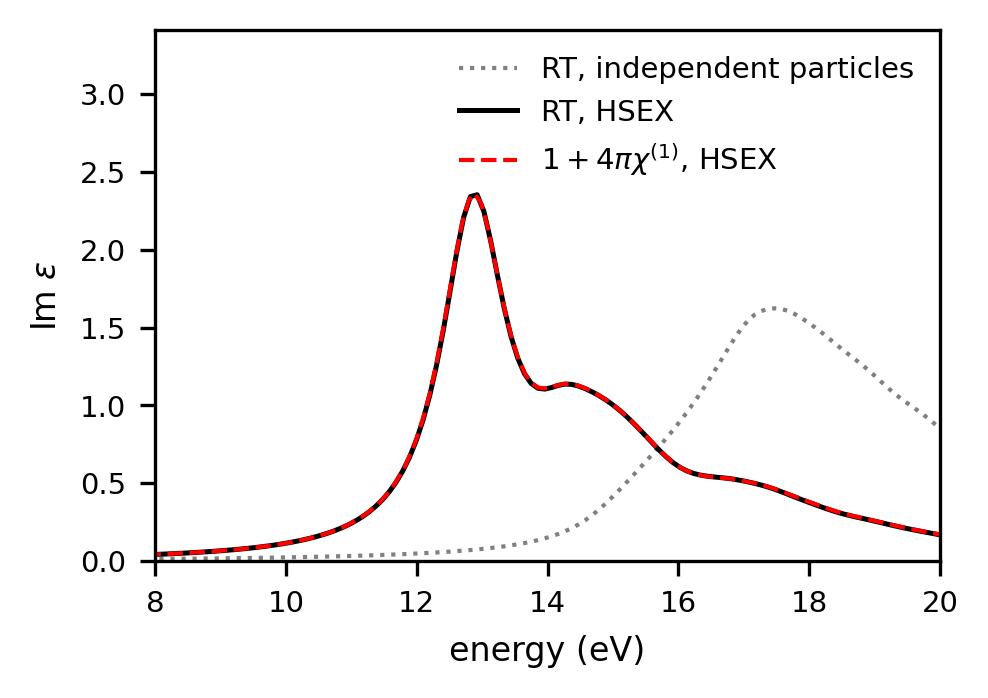 RT, independent particles
RT, HSEX
1 + 4πχ⁽¹⁾, HSEX
Im ε
3.0
2.5
2.0
1.5
1.0
0.5
0.0
8 10 12 14 16 18 20
energy (eV)